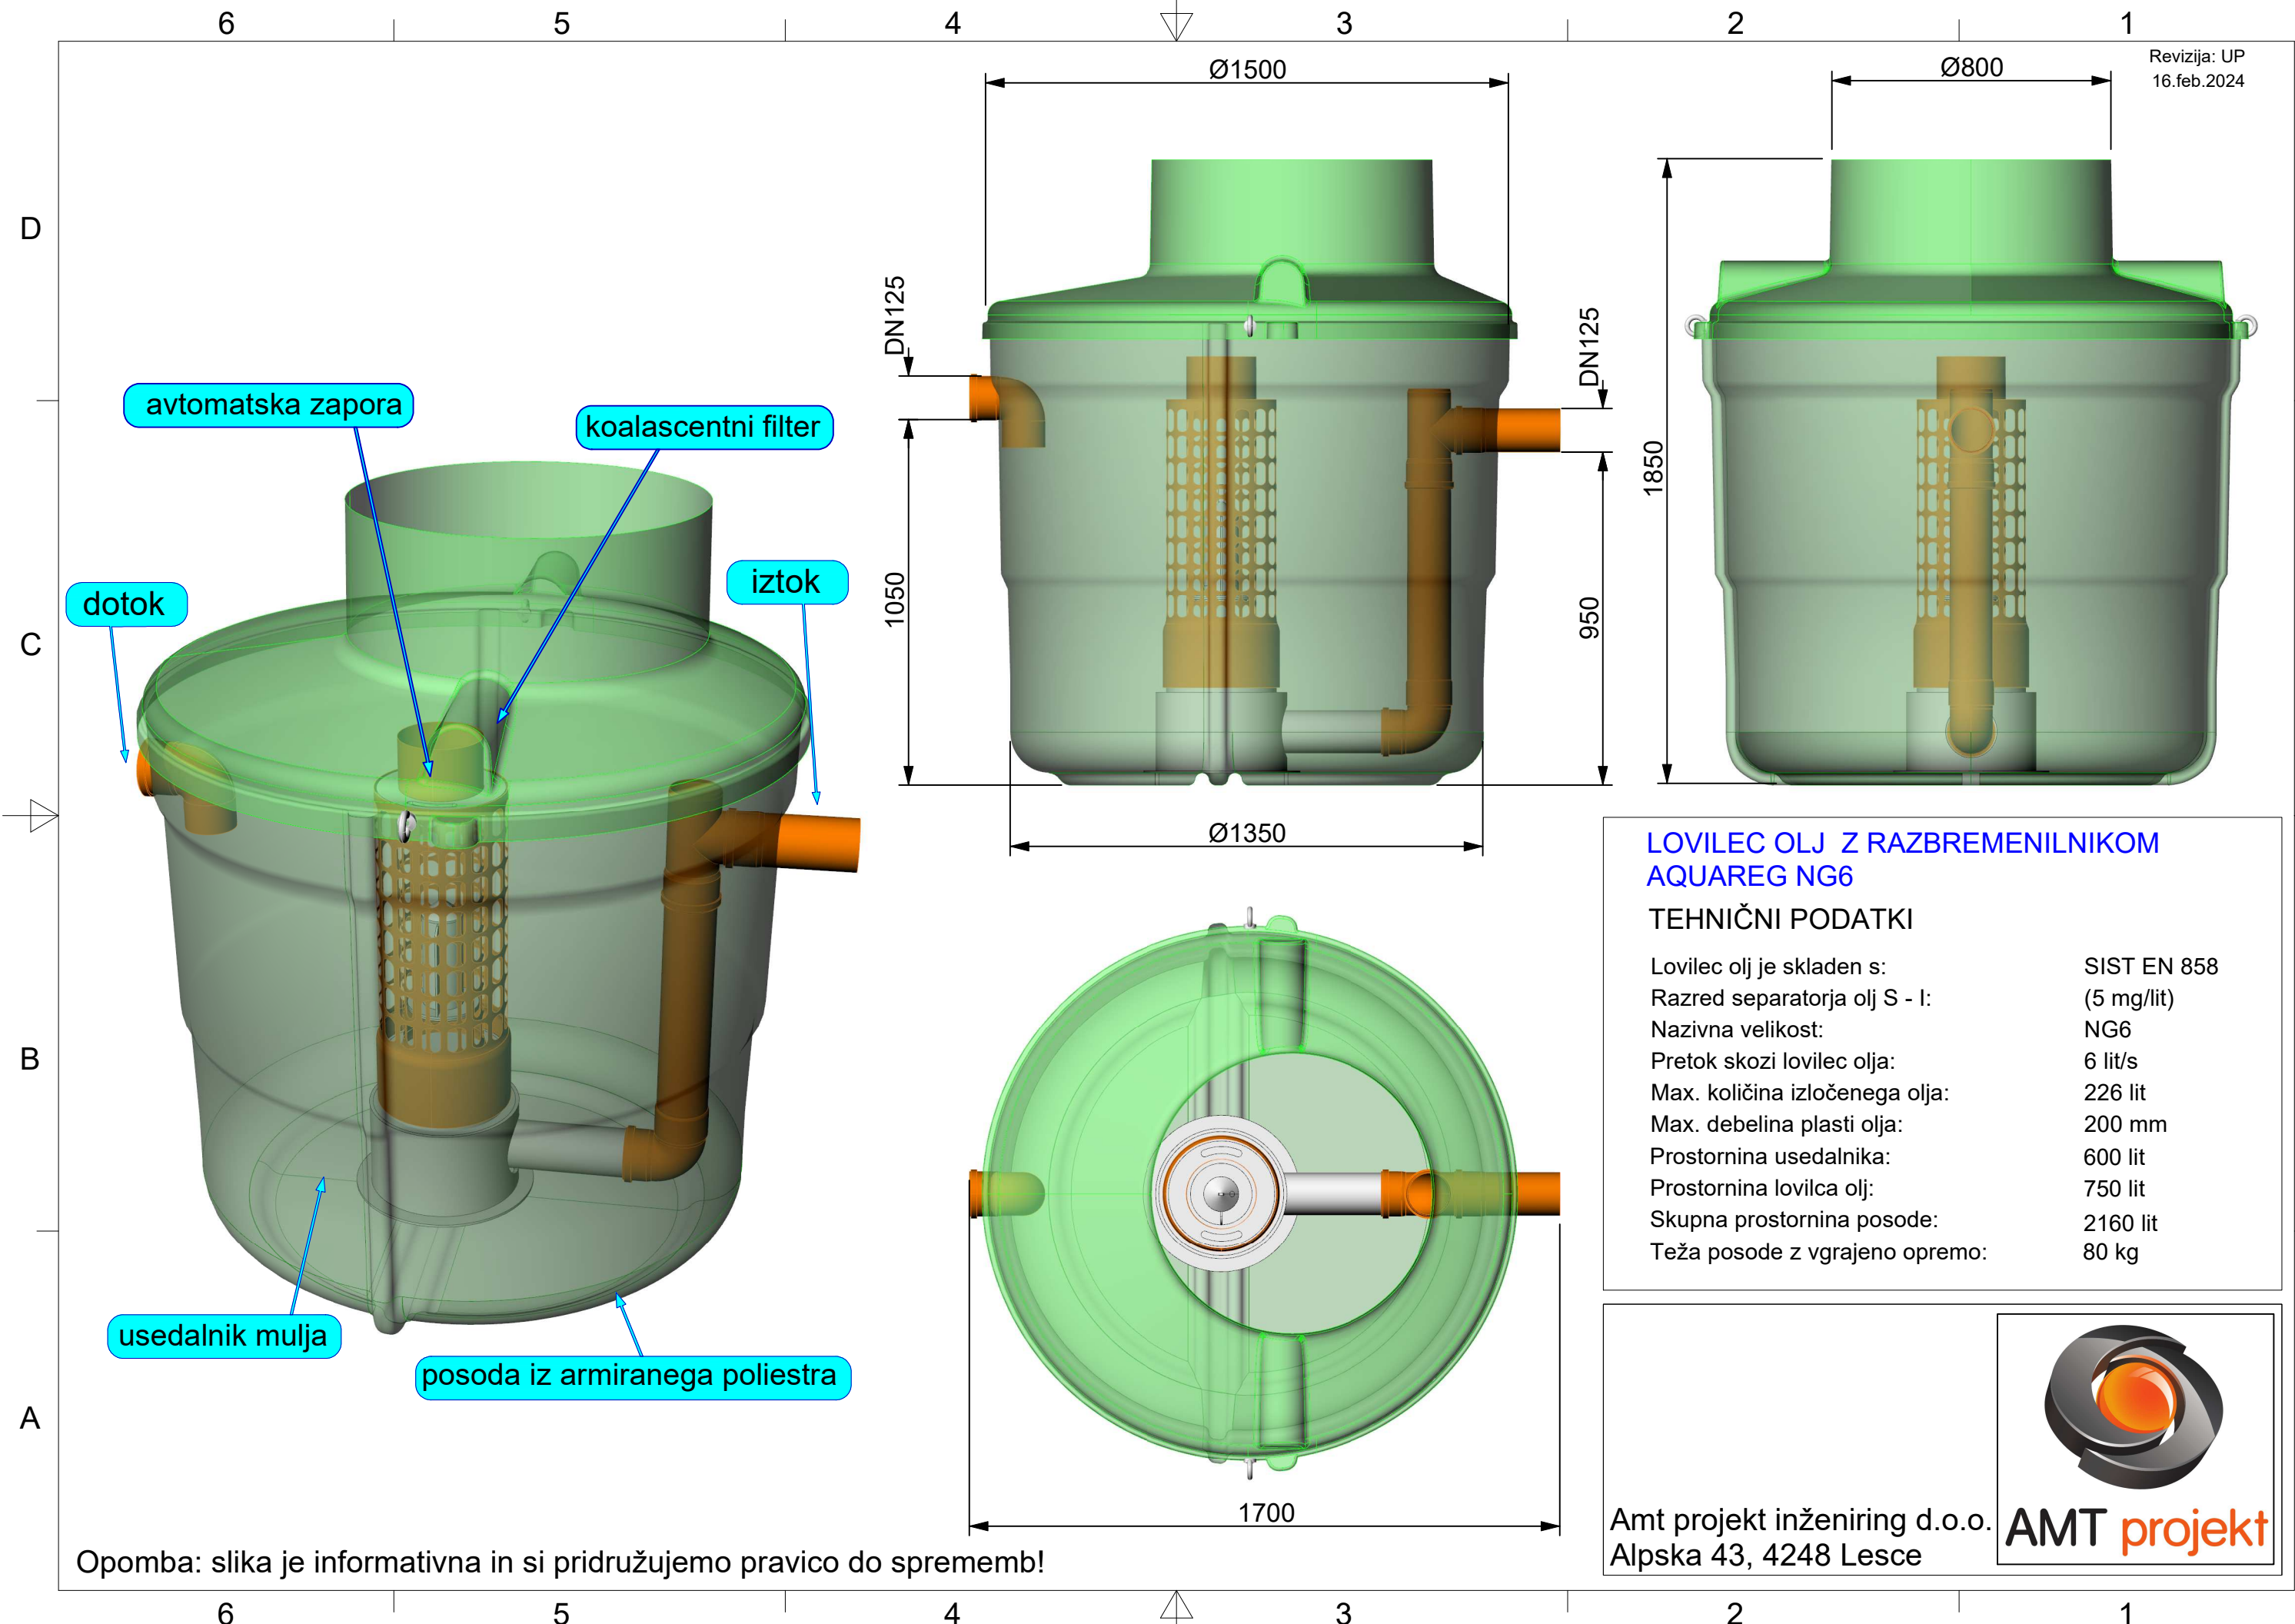 6 5 4 3 2 1
Revizija: UP
16.feb.2024
Ø1500
Ø800
D
C
B
A
DN125
DN125
1050
950
1850
Ø1350
1700
avtomatska zapora
koalascentni filter
dotok
iztok
usedalnik mulja
posoda iz armiranega poliestra
LOVILEC OLJ Z RAZBREMENILNIKOM
AQUAREG NG6
TEHNIČNI PODATKI
Lovilec olj je skladen s: SIST EN 858
Razred separatorja olj S - I: (5 mg/lit)
Nazivna velikost: NG6
Pretok skozi lovilec olja: 6 lit/s
Max. količina izločenega olja: 226 lit
Max. debelina plasti olja: 200 mm
Prostornina usedalnika: 600 lit
Prostornina lovilca olj: 750 lit
Skupna prostornina posode: 2160 lit
Teža posode z vgrajeno opremo: 80 kg
Amt projekt inženiring d.o.o.
Alpska 43, 4248 Lesce
AMT projekt
Opomba: slika je informativna in si pridružujemo pravico do sprememb!
6 5 4 3 2 1